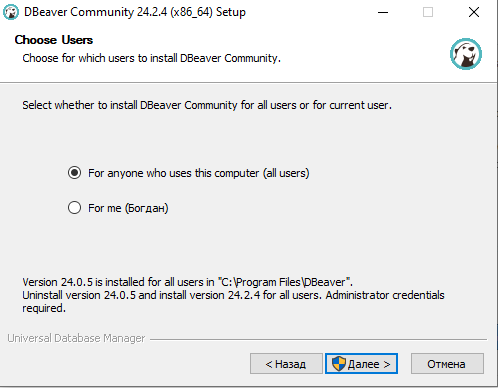 DBeaver Community 24.2.4 (x86_64) Setup
Choose Users
Choose for which users to install DBeaver Community.
Select whether to install DBeaver Community for all users or for current user.
For anyone who uses this computer (all users)
For me (Богдан)
Version 24.0.5 is installed for all users in "C:\Program Files\DBeaver".
Uninstall version 24.0.5 and install version 24.2.4 for all users. Administrator credentials
required.
Universal Database Manager
< Назад
Далее >
Отмена